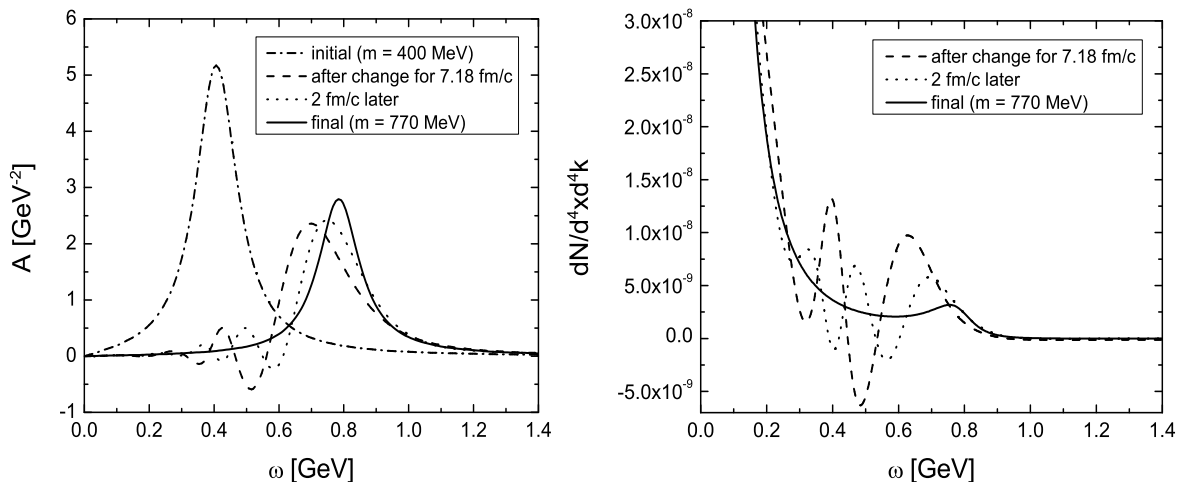 6
5
4
3
2
1
0
-1
A [GeV⁻²]
initial (m = 400 MeV)
after change for 7.18 fm/c
2 fm/c later
final (m = 770 MeV)
0.0 0.2 0.4 0.6 0.8 1.0 1.2 1.4
ω [GeV]
3.0x10⁻⁸
2.5x10⁻⁸
2.0x10⁻⁸
1.5x10⁻⁸
1.0x10⁻⁸
5.0x10⁻⁹
0.0
-5.0x10⁻⁹
dN/d⁴xd⁴k
after change for 7.18 fm/c
2 fm/c later
final (m = 770 MeV)
0.0 0.2 0.4 0.6 0.8 1.0 1.2 1.4
ω [GeV]